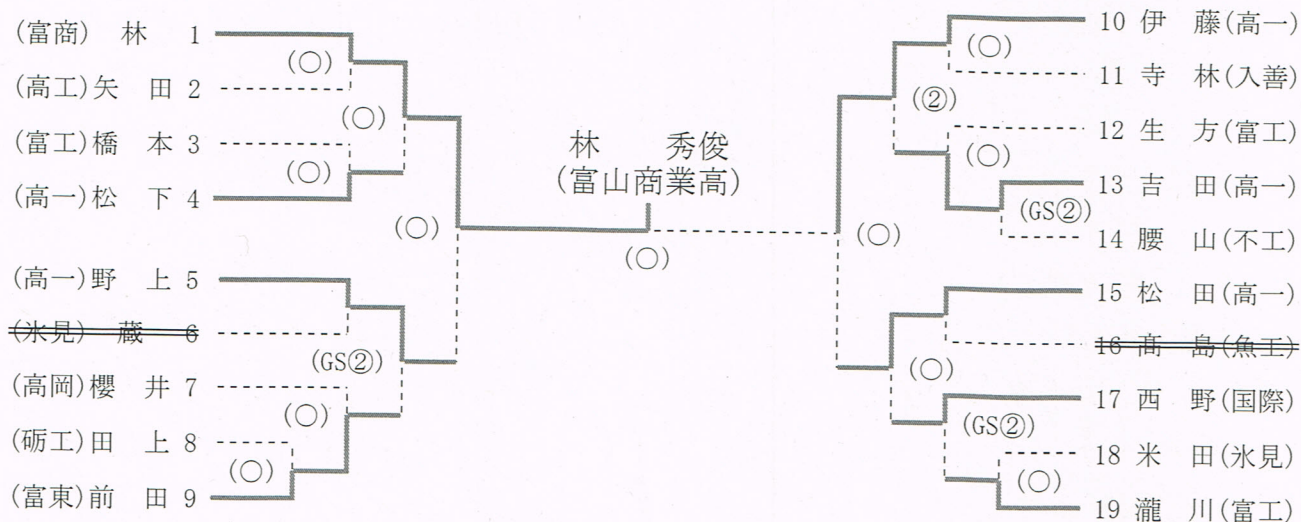 (富商) 林 1
(○)
(高工)矢 田 2
(○)
(富工)橋 本 3
(○)
(高一)松 下 4
(○)
(高一)野 上 5
(氷見) 蔵 6
(GS②)
(高岡)櫻 井 7
(○)
(砺工)田 上 8
(○)
(富東)前 田 9
林 秀俊
(富山商業高)
(○)
10 伊 藤(高一)
(○)
11 寺 林(入善)
(②)
12 生 方(富工)
(○)
13 吉 田(高一)
(GS②)
14 腰 山(不工)
(○)
15 松 田(高一)
16 髙 島(魚工)
(○)
17 西 野(国際)
(GS②)
18 米 田(氷見)
(○)
19 瀧 川(富工)